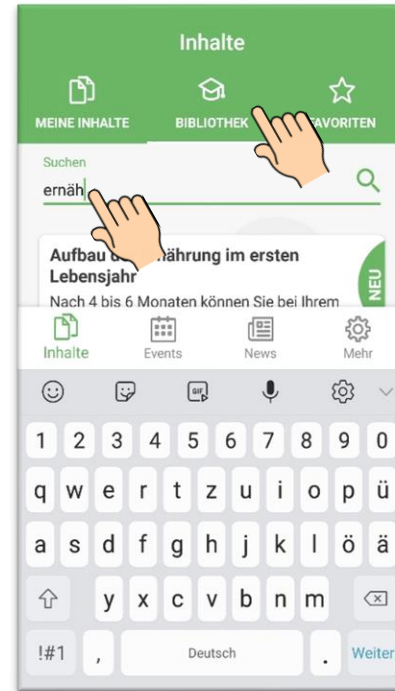 Inhalte
MEINE INHALTE BIBLIOTHEK FAVORITEN
Suchen
ernäh
Aufbau im ersten
Lebensjahr
NEU
Nach 4 bis 6 Monaten können Sie bei Ihrem
Inhalte Events News Mehr
GIF
1 2 3 4 5 6 7 8 9 0
q w e r t z u i o p ü
a s d f g h j k l ö ä
y x c v b n m
!#1 , Deutsch . Weiter